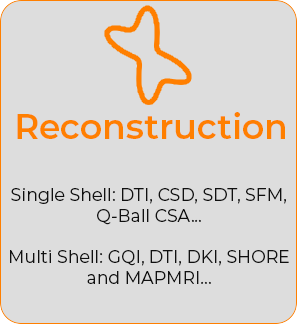 Reconstruction
Single Shell: DTI, CSD, SDT, SFM,
Q-Ball CSA...
Multi Shell: GQI, DTI, DKI, SHORE
and MAPMRI...